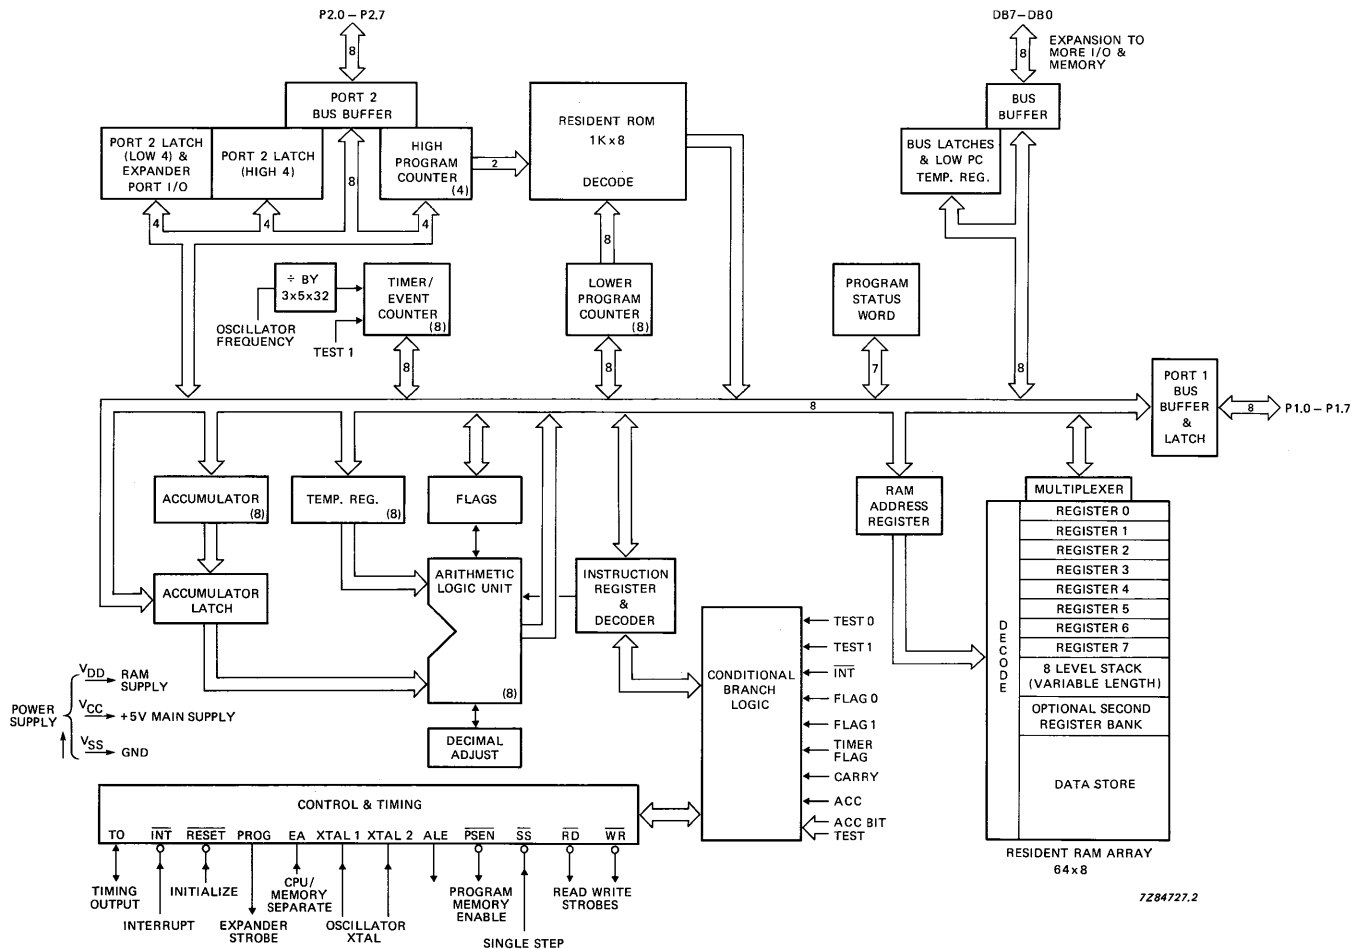 P2.0–P2.7
8
PORT 2
BUS BUFFER
PORT 2 LATCH
(LOW 4) &
EXPANDER
PORT I/O
PORT 2 LATCH
(HIGH 4)
8
HIGH
PROGRAM
COUNTER
(4)
2
RESIDENT ROM
1K x 8
DECODE
DB7–DB0
8
EXPANSION TO
MORE I/O &
MEMORY
BUS
BUFFER
BUS LATCHES
& LOW PC
TEMP. REG.
4
4
4
8
÷ BY
3x5x32
OSCILLATOR
FREQUENCY
TEST 1
TIMER/
EVENT
COUNTER
(8)
8
LOWER
PROGRAM
COUNTER
(8)
8
PROGRAM
STATUS
WORD
7
8
8
PORT 1
BUS
BUFFER
&
LATCH
8
P1.0–P1.7
ACCUMULATOR
(8)
TEMP. REG.
(8)
FLAGS
RAM
ADDRESS
REGISTER
MULTIPLEXER
REGISTER 0
REGISTER 1
REGISTER 2
REGISTER 3
REGISTER 4
REGISTER 5
REGISTER 6
REGISTER 7
8 LEVEL STACK
(VARIABLE LENGTH)
OPTIONAL SECOND
REGISTER BANK
DATA STORE
DECODE
RESIDENT RAM ARRAY
64x8
ACCUMULATOR
LATCH
ARITHMETIC
LOGIC UNIT
(8)
INSTRUCTION
REGISTER
&
DECODER
DECIMAL
ADJUST
CONDITIONAL
BRANCH
LOGIC
TEST 0
TEST 1
INT
FLAG 0
FLAG 1
TIMER
FLAG
CARRY
ACC
ACC BIT
TEST
POWER
SUPPLY
VDD
RAM
SUPPLY
VCC
+5V MAIN SUPPLY
VSS
GND
CONTROL & TIMING
TO INT RESET PROG EA XTAL 1 XTAL 2 ALE PSEN SS RD WR
TIMING
OUTPUT
INTERRUPT
INITIALIZE
EXPANDER
STROBE
CPU/
MEMORY
SEPARATE
OSCILLATOR
XTAL
PROGRAM
MEMORY
ENABLE
SINGLE STEP
READ WRITE
STROBES
7Z84727.2